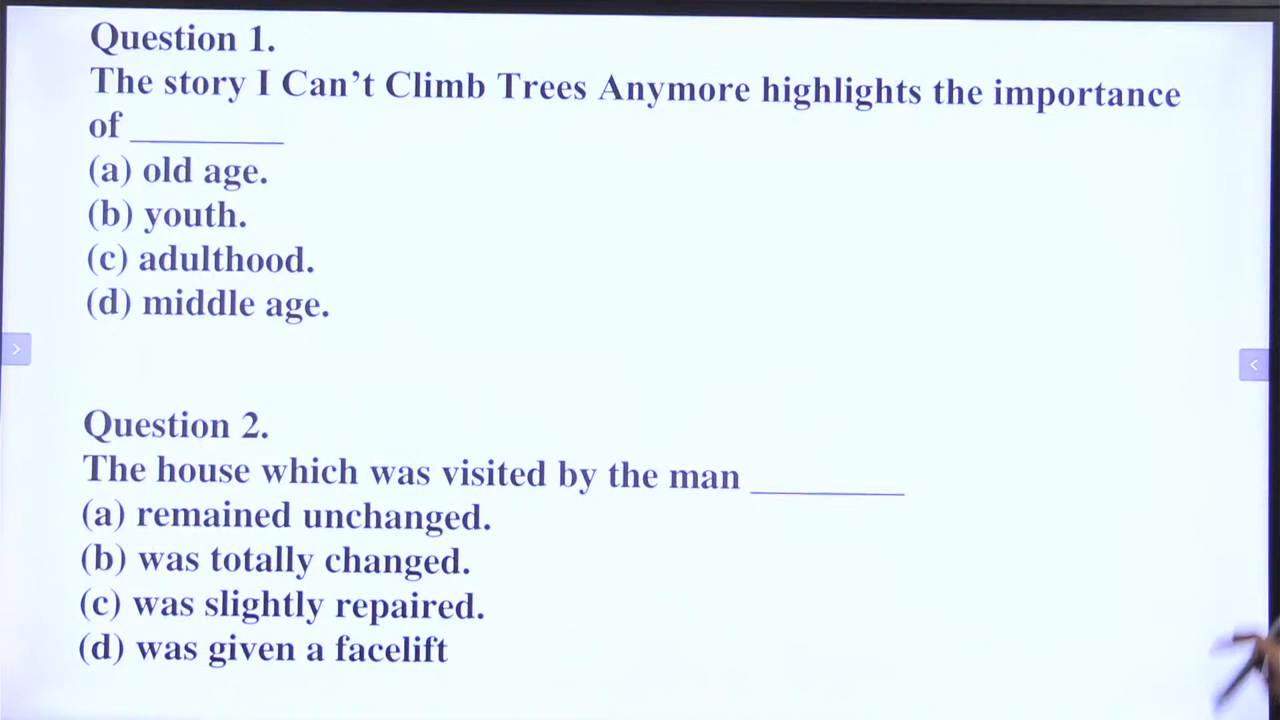 Question 1.
The story I Can't Climb Trees Anymore highlights the importance
of ________
(a) old age.
(b) youth.
(c) adulthood.
(d) middle age.
Question 2.
The house which was visited by the man ________
(a) remained unchanged.
(b) was totally changed.
(c) was slightly repaired.
(d) was given a facelift